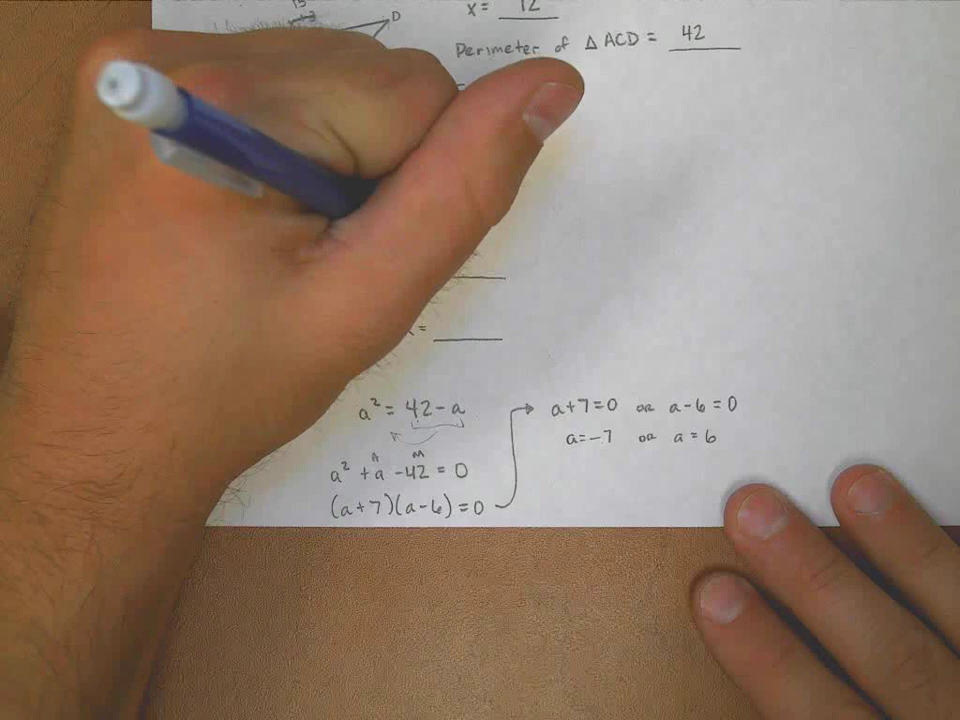 x = 12
D
Perimeter of △ ACD = 42
=
a² = 42 - a
A M
a² + a - 42 = 0
(a + 7)(a - 6) = 0
a + 7 = 0 or a - 6 = 0
a = -7 or a = 6